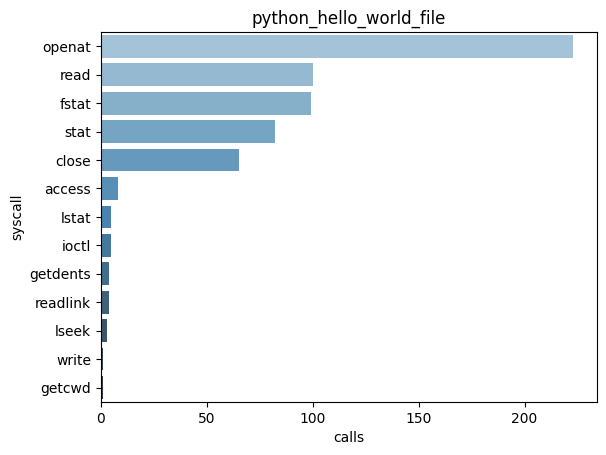 python_hello_world_file
openat
read
fstat
stat
close
access
lstat
ioctl
getdents
readlink
lseek
write
getcwd
syscall
0 50 100 150 200
calls